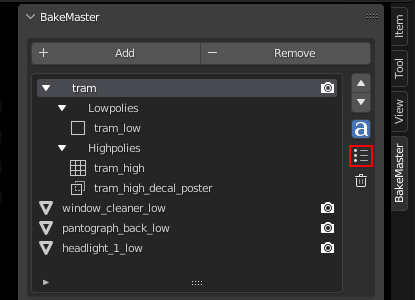 BakeMaster
Add
Remove
tram
Lowpolies
tram_low
Highpolies
tram_high
tram_high_decal_poster
window_cleaner_low
pantograph_back_low
headlight_1_low
a
Item
Tool
View
BakeMaster